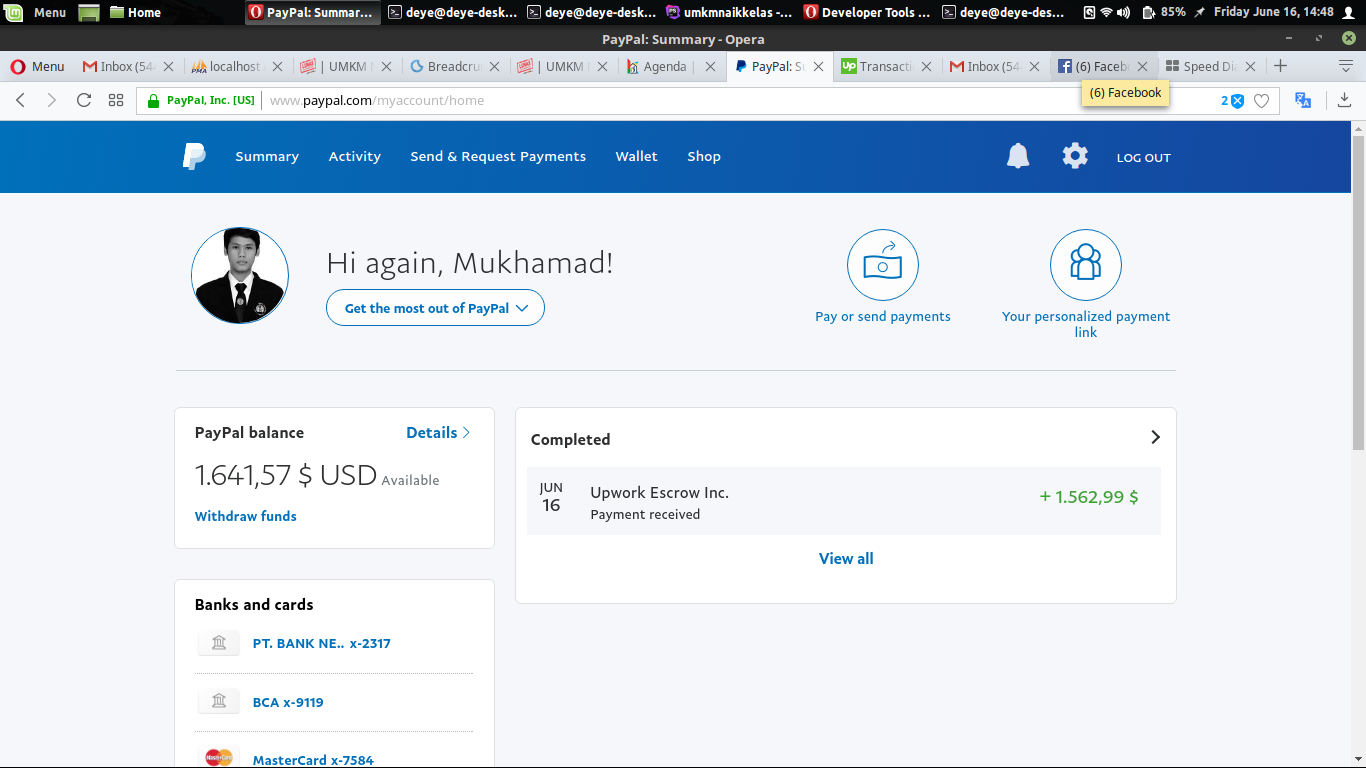 Menu Home PayPal: Summar... deye@deye-desk... deye@deye-desk... umkmnaikkelas -... Developer Tools ... deye@deye-des... 85% Friday June 16, 14:48
PayPal: Summary - Opera
Menu Inbox (54 localhost | UMKM Breadcru | UMKM Agenda | PayPal: Su Transacti Inbox (54 (6) Faceb Speed Dia
PayPal, Inc. [US] www.paypal.com/myaccount/home 2
(6) Facebook
Summary Activity Send & Request Payments Wallet Shop LOG OUT
Hi again, Mukhamad!
Get the most out of PayPal
Pay or send payments
Your personalized payment
link
PayPal balance Details
1.641,57 $ USD Available
Withdraw funds
Completed
JUN
16
Upwork Escrow Inc.
Payment received
+ 1.562,99 $
View all
Banks and cards
PT. BANK NE.. x-2317
BCA x-9119
MasterCard x-7584